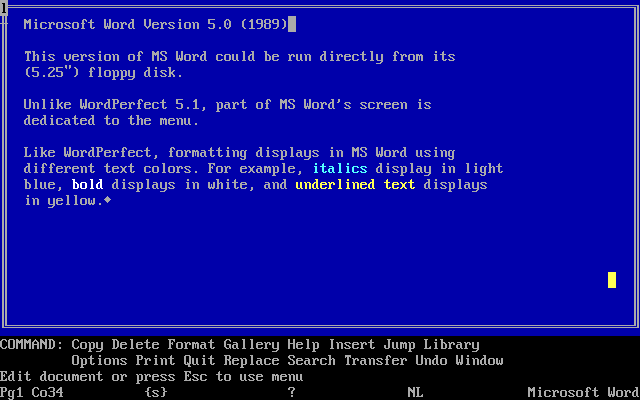 1
Microsoft Word Version 5.0 (1989)
This version of MS Word could be run directly from its
(5.25") floppy disk.
Unlike WordPerfect 5.1, part of MS Word's screen is
dedicated to the menu.
Like WordPerfect, formatting displays in MS Word using
different text colors. For example, italics display in light
blue, bold displays in white, and underlined text displays
in yellow.♦
COMMAND: Copy Delete Format Gallery Help Insert Jump Library
Options Print Quit Replace Search Transfer Undo Window
Edit document or press Esc to use menu
Pg1 Co34 {s} ? NL Microsoft Word